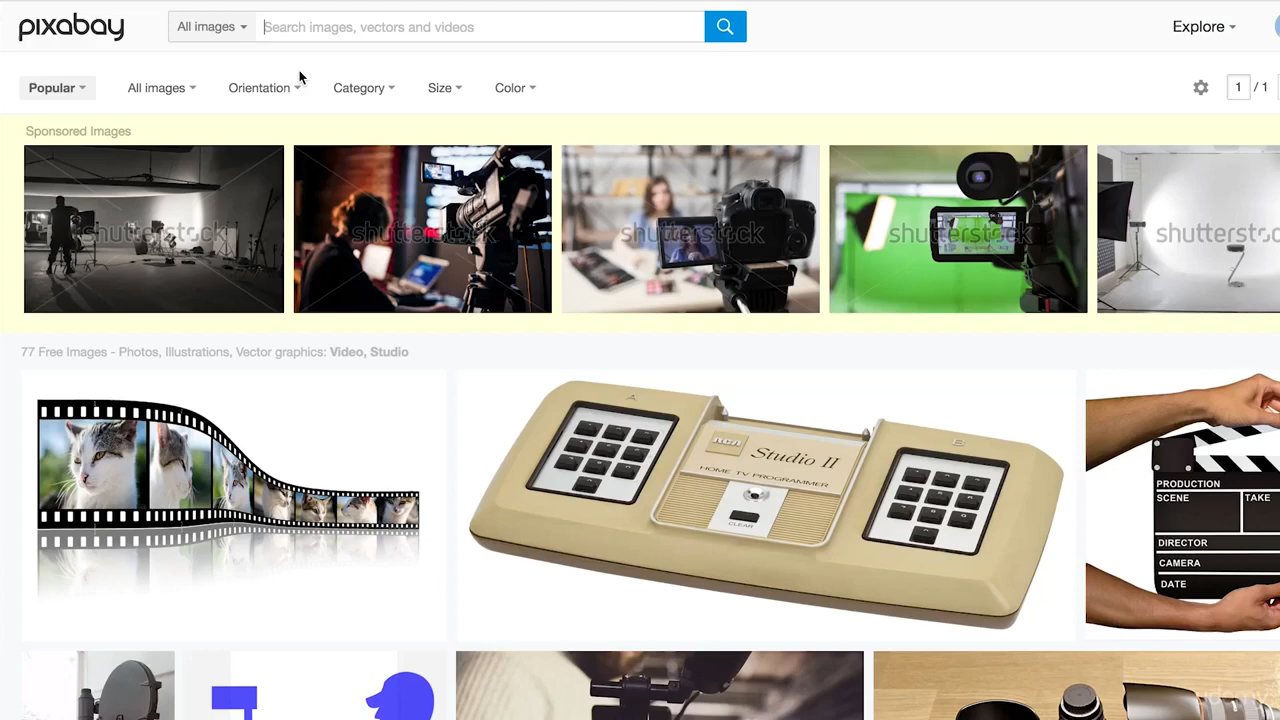 pixabay
All images
Search images, vectors and videos
Explore
Popular
All images
Orientation
Category
Size
Color
1 / 1
Sponsored Images
shutterstock
shutterstock
shutterstock
shutterstock
shutterstock
77 Free Images - Photos, Illustrations, Vector graphics: Video, Studio
A
B
RCA
Studio II
HOME TV PROGRAMMER
CLEAR
PRODUCTION
SCENE
TAKE
DIRECTOR
CAMERA
DATE